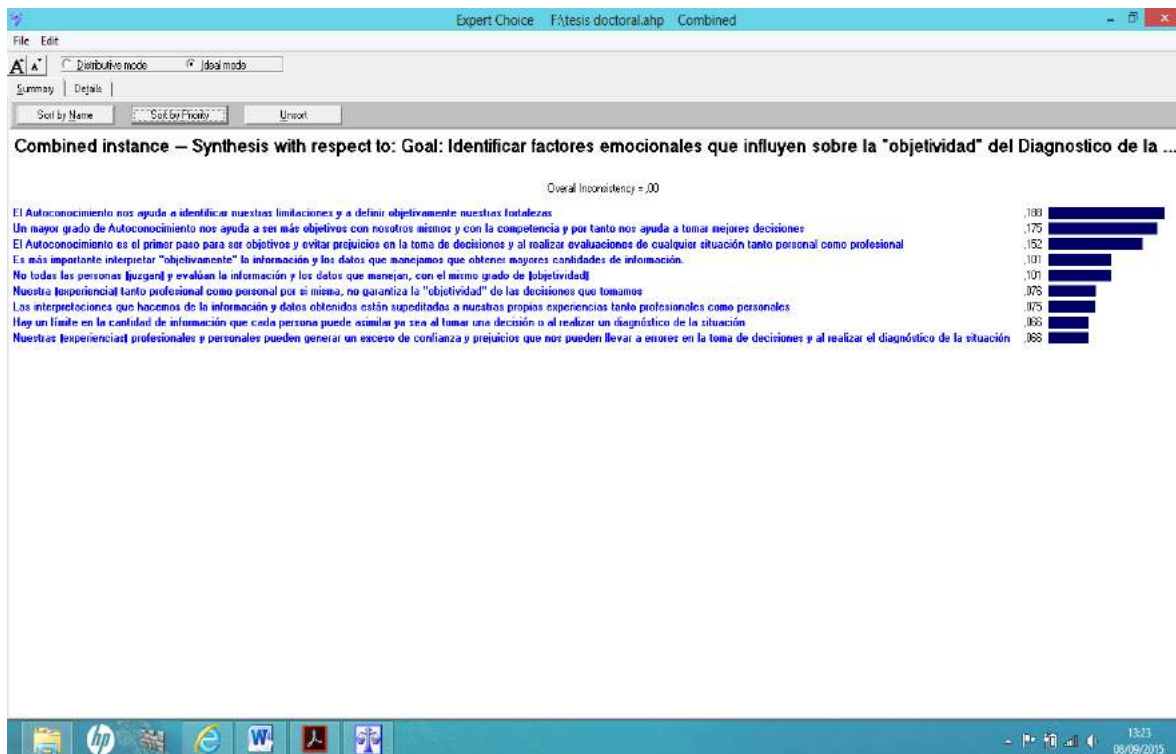 Expert Choice F:\tesis doctoral.ahp Combined
File Edit
Distributive mode Ideal mode
Summary Details
Sort by Name Sort by Priority Unsort
Combined instance -- Synthesis with respect to: Goal: Identificar factores emocionales que influyen sobre la "objetividad" del Diagnostico de la ...
Overal Inconsistency = ,00
El Autoconocimiento nos ayuda a identificar nuestras limitaciones y a definir objetivamente nuestras fortalezas ,188
Un mayor grado de Autoconocimiento nos ayuda a ser más objetivos con nosotros mismos y con la competencia y por tanto nos ayuda a tomar mejores decisiones ,175
El Autoconocimiento es el primer paso para ser objetivos y evitar prejuicios en la toma de decisiones y al realizar evaluaciones de cualquier situación tanto personal como profesional ,152
Es más importante interpretar "objetivamente" la información y los datos que manejamos que obtener mayores cantidades de información. ,101
No todas las personas [juzgan] y evalúan la información y los datos que manejan, con el mismo grado de [objetividad] ,101
Nuestra [experiencia] tanto profesional como personal por si misma, no garantiza la "objetividad" de las decisiones que tomamos ,076
Las interpretaciones que hacemos de la información y datos obtenidos están supeditadas a nuestras propias experiencias tanto profesionales como personales ,075
Hay un límite en la cantidad de información que cada persona puede asimilar ya sea al tomar una decisión o al realizar un diagnóstico de la situación ,066
Nuestras [experiencias] profesionales y personales pueden generar un exceso de confianza y prejuicios que nos pueden llevar a errores en la toma de decisiones y al realizar el diagnóstico de la situación ,066
13:23
08/09/2015